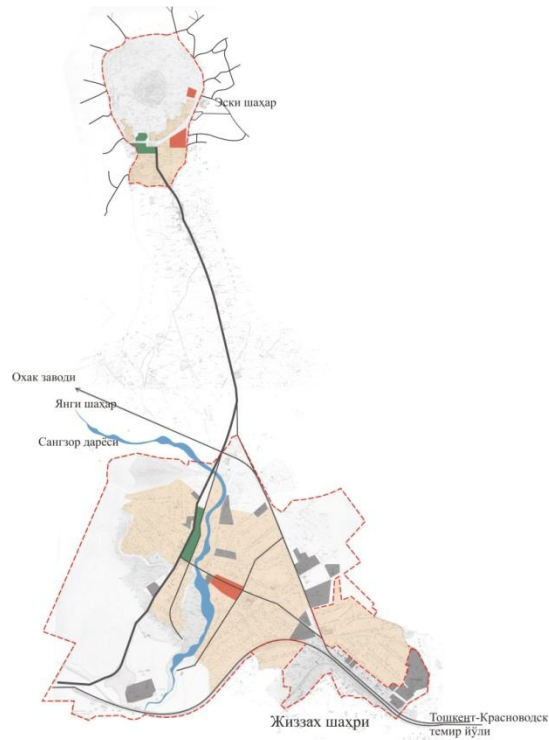 Эски шаҳар
Охак заводи
Янги шаҳар
Сангзор дарёси
Жиззах шаҳри
Тошкент-Красноводск
темир йўли